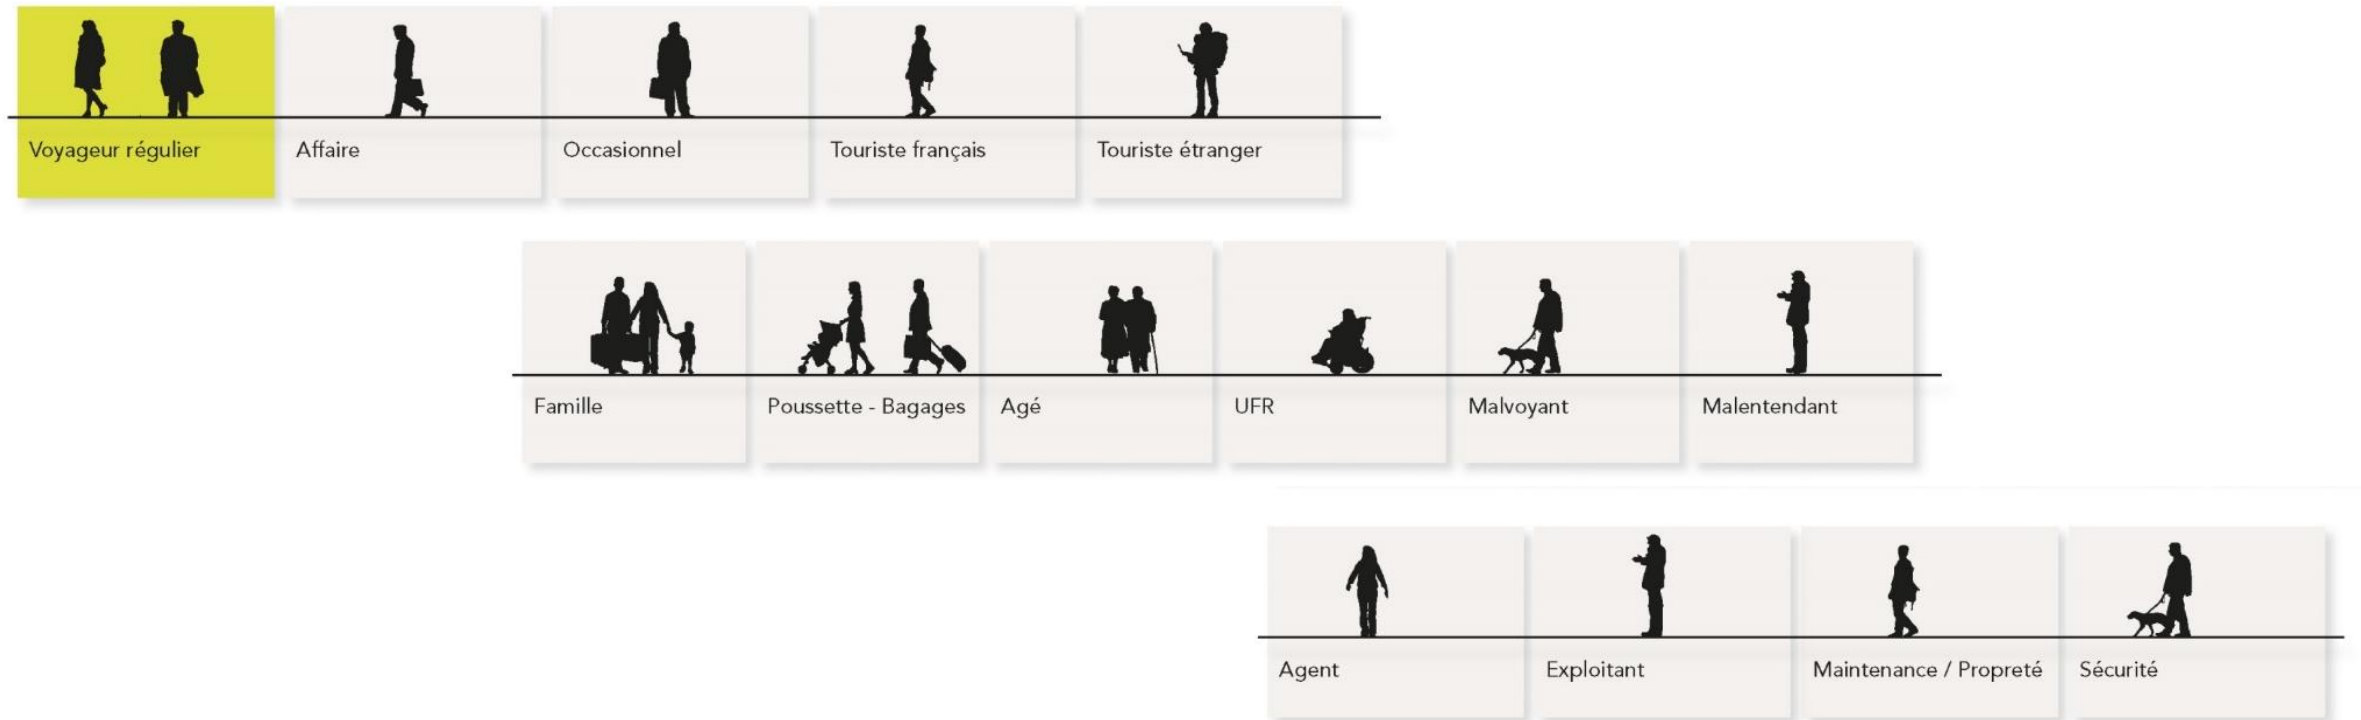 Voyageur régulier
Affaire
Occasionnel
Touriste français
Touriste étranger
Famille
Poussette - Bagages
Agé
UFR
Malvoyant
Malentendant
Agent
Exploitant
Maintenance / Propreté
Sécurité